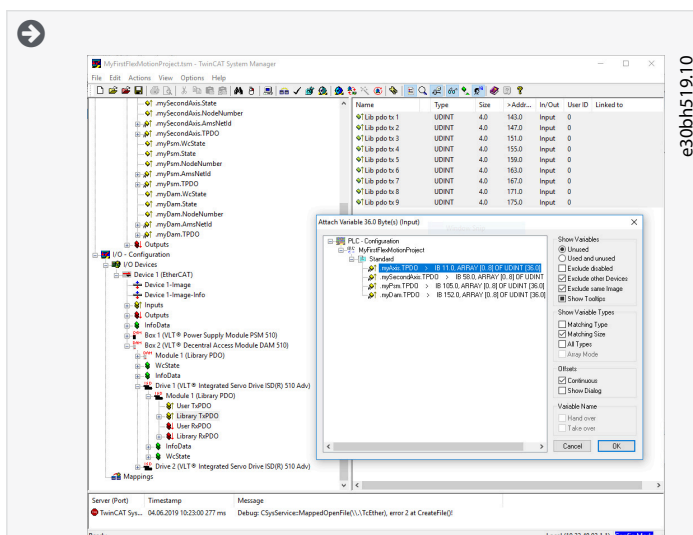 MyFirstFlexMotionProject.tsm - TwinCAT System Manager
File Edit Actions View Options Help
.mySecondAxis.State
.mySecondAxis.NodeNumber
.mySecondAxis.AmsNetId
.mySecondAxis.TPDO
.myPsm.WcState
.myPsm.State
.myPsm.NodeNumber
.myPsm.AmsNetId
.myPsm.TPDO
.myDam.WcState
.myDam.State
.myDam.NodeNumber
.myDam.AmsNetId
.myDam.TPDO
Outputs
I/O - Configuration
I/O Devices
Device 1 (EtherCAT)
Device 1-Image
Device 1-Image-Info
Inputs
Outputs
InfoData
Box 1 (VLT® Power Supply Module PSM 510)
Box 2 (VLT® Decentral Access Module DAM 510)
Module 1 (Library PDO)
WcState
InfoData
Drive 1 (VLT® Integrated Servo Drive ISD(R) 510 Adv)
Module 1 (Library PDO)
User TxPDO
Library TxPDO
User RxPDO
Library RxPDO
InfoData
WcState
Drive 2 (VLT® Integrated Servo Drive ISD(R) 510 Adv)
Mappings
Name Type Size >Addr... In/Out User ID Linked to
Lib pdo tx 1 UDINT 4.0 143.0 Input 0
Lib pdo tx 2 UDINT 4.0 147.0 Input 0
Lib pdo tx 3 UDINT 4.0 151.0 Input 0
Lib pdo tx 4 UDINT 4.0 155.0 Input 0
Lib pdo tx 5 UDINT 4.0 159.0 Input 0
Lib pdo tx 6 UDINT 4.0 163.0 Input 0
Lib pdo tx 7 UDINT 4.0 167.0 Input 0
Lib pdo tx 8 UDINT 4.0 171.0 Input 0
Lib pdo tx 9 UDINT 4.0 175.0 Input 0
Attach Variable 36.0 Byte(s) (Input)
PLC - Configuration
MyFirstFlexMotionProject
Standard
.myAxis.TPDO > IB 11.0, ARRAY [0..8] OF UDINT [36.0]
.mySecondAxis.TPDO > IB 58.0, ARRAY [0..8] OF UDINT [36.0]
.myPsm.TPDO > IB 105.0, ARRAY [0..8] OF UDINT [36.0]
.myDam.TPDO > IB 152.0, ARRAY [0..8] OF UDINT [36.0]
Show Variables
Unused
Used and unused
Exclude disabled
Exclude other Devices
Exclude same Image
Show Tooltips
Show Variable Types
Matching Type
Matching Size
All Types
Array Mode
Offsets
Continuous
Show Dialog
Variable Name
Hand over
Take over
Cancel OK
Server (Port) Timestamp Message
TwinCAT Sys... 04.06.2019 10:23:00 277 ms Debug: CSysService::MappedOpenFile(\\.\TcEther), error 2 at CreateFile()!
e30bh519.10